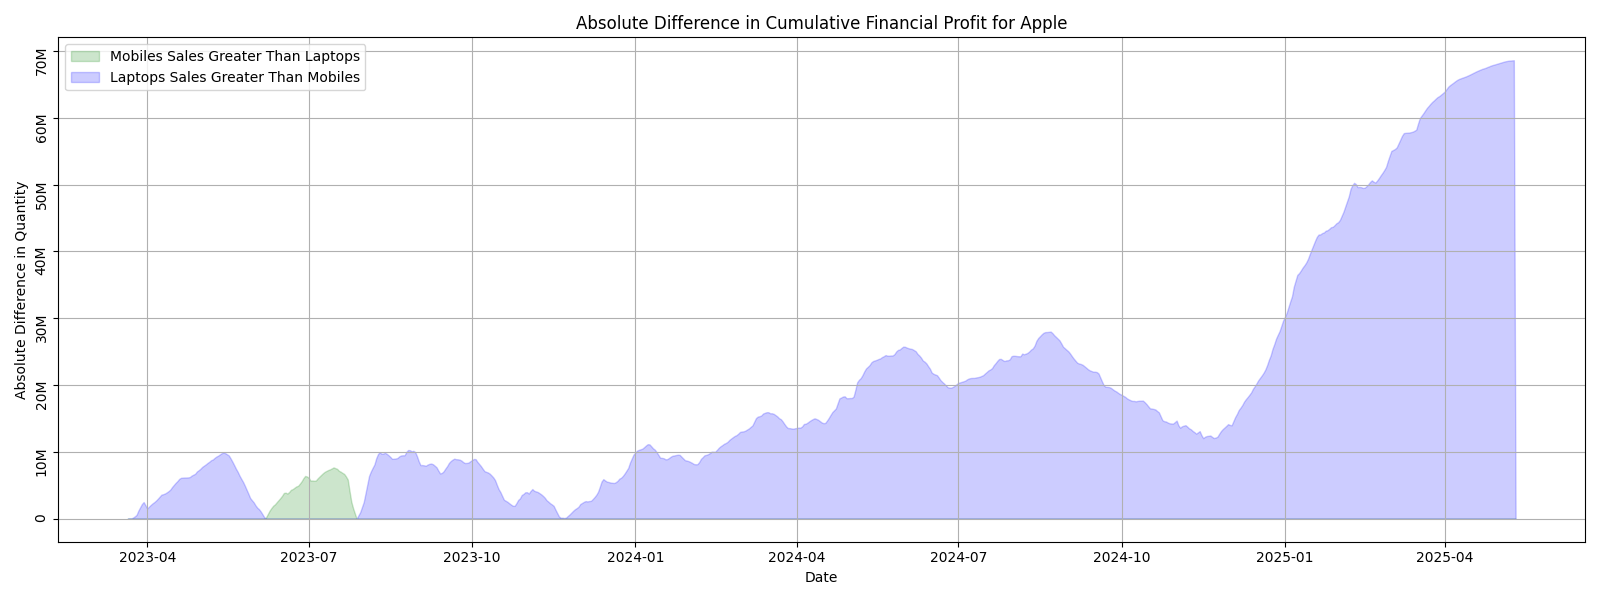 Absolute Difference in Cumulative Financial Profit for Apple
Mobiles Sales Greater Than Laptops
Laptops Sales Greater Than Mobiles
Absolute Difference in Quantity
70M
60M
50M
40M
30M
20M
10M
0
2023-04 2023-07 2023-10 2024-01 2024-04 2024-07 2024-10 2025-01 2025-04
Date